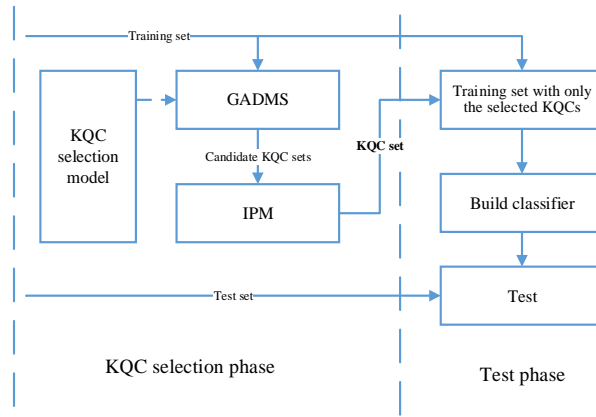 Training set
KQC
selection
model
GADMS
Candidate KQC sets
IPM
KQC set
Training set with only
the selected KQCs
Build classifier
Test set
Test
KQC selection phase
Test phase